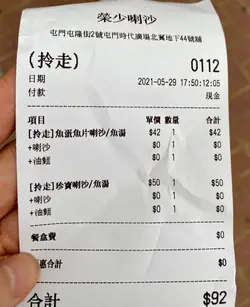 榮少喇沙
屯門屯隆街2號屯門時代廣場北翼地下44號舖
(拎走) 0112
日期 2021-05-29 17:50:12:05
付款 現金
項目 單價 數量 合計
[拎走]魚蛋魚片喇沙/魚湯 $42 1 $42
+喇沙 $0 1 $0
+油麵 $0 1 $0
[拎走]珍寶喇沙/魚湯 $50 1 $50
+喇沙 $0 1 $0
+油麵 $0 1 $0
餐盒費 $0
惠合計 $0
合計 $92